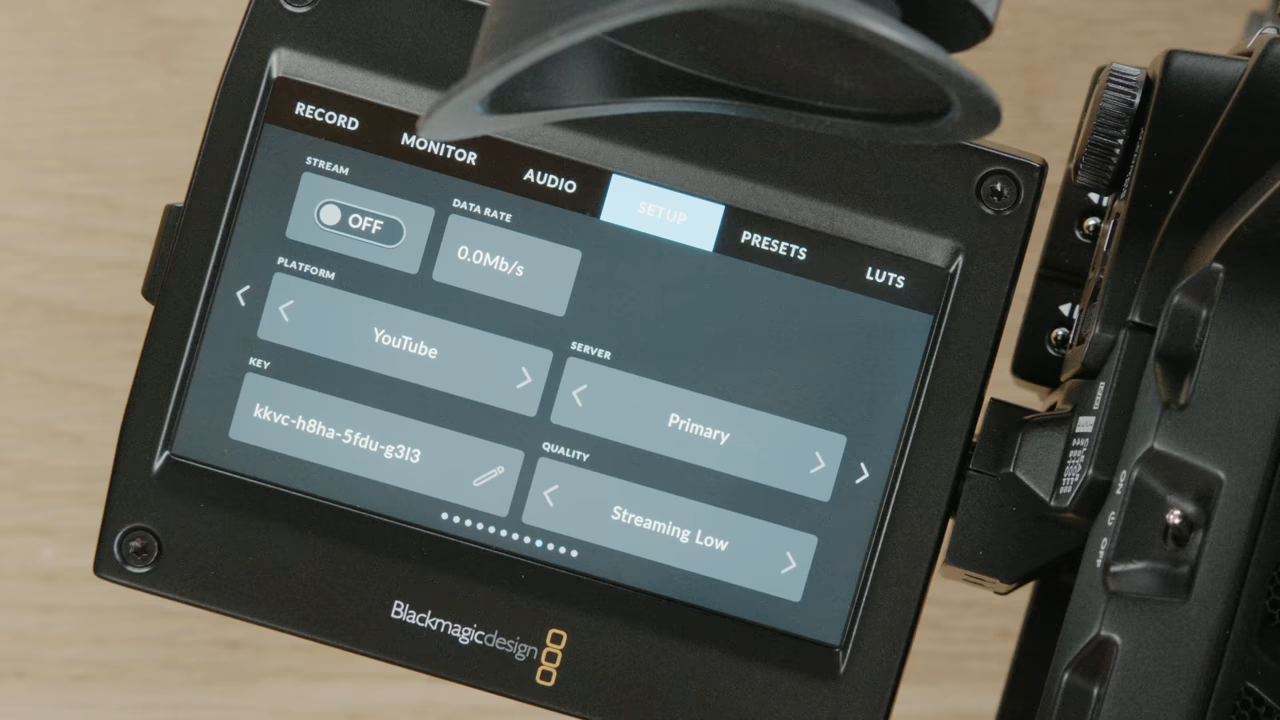 RECORD
MONITOR
AUDIO
SETUP
PRESETS
LUTS
STREAM
OFF
DATA RATE
0.0Mb/s
PLATFORM
YouTube
SERVER
Primary
KEY
kkvc-h8ha-5fdu-g3l3
QUALITY
Streaming Low
Blackmagicdesign
ON
OFF